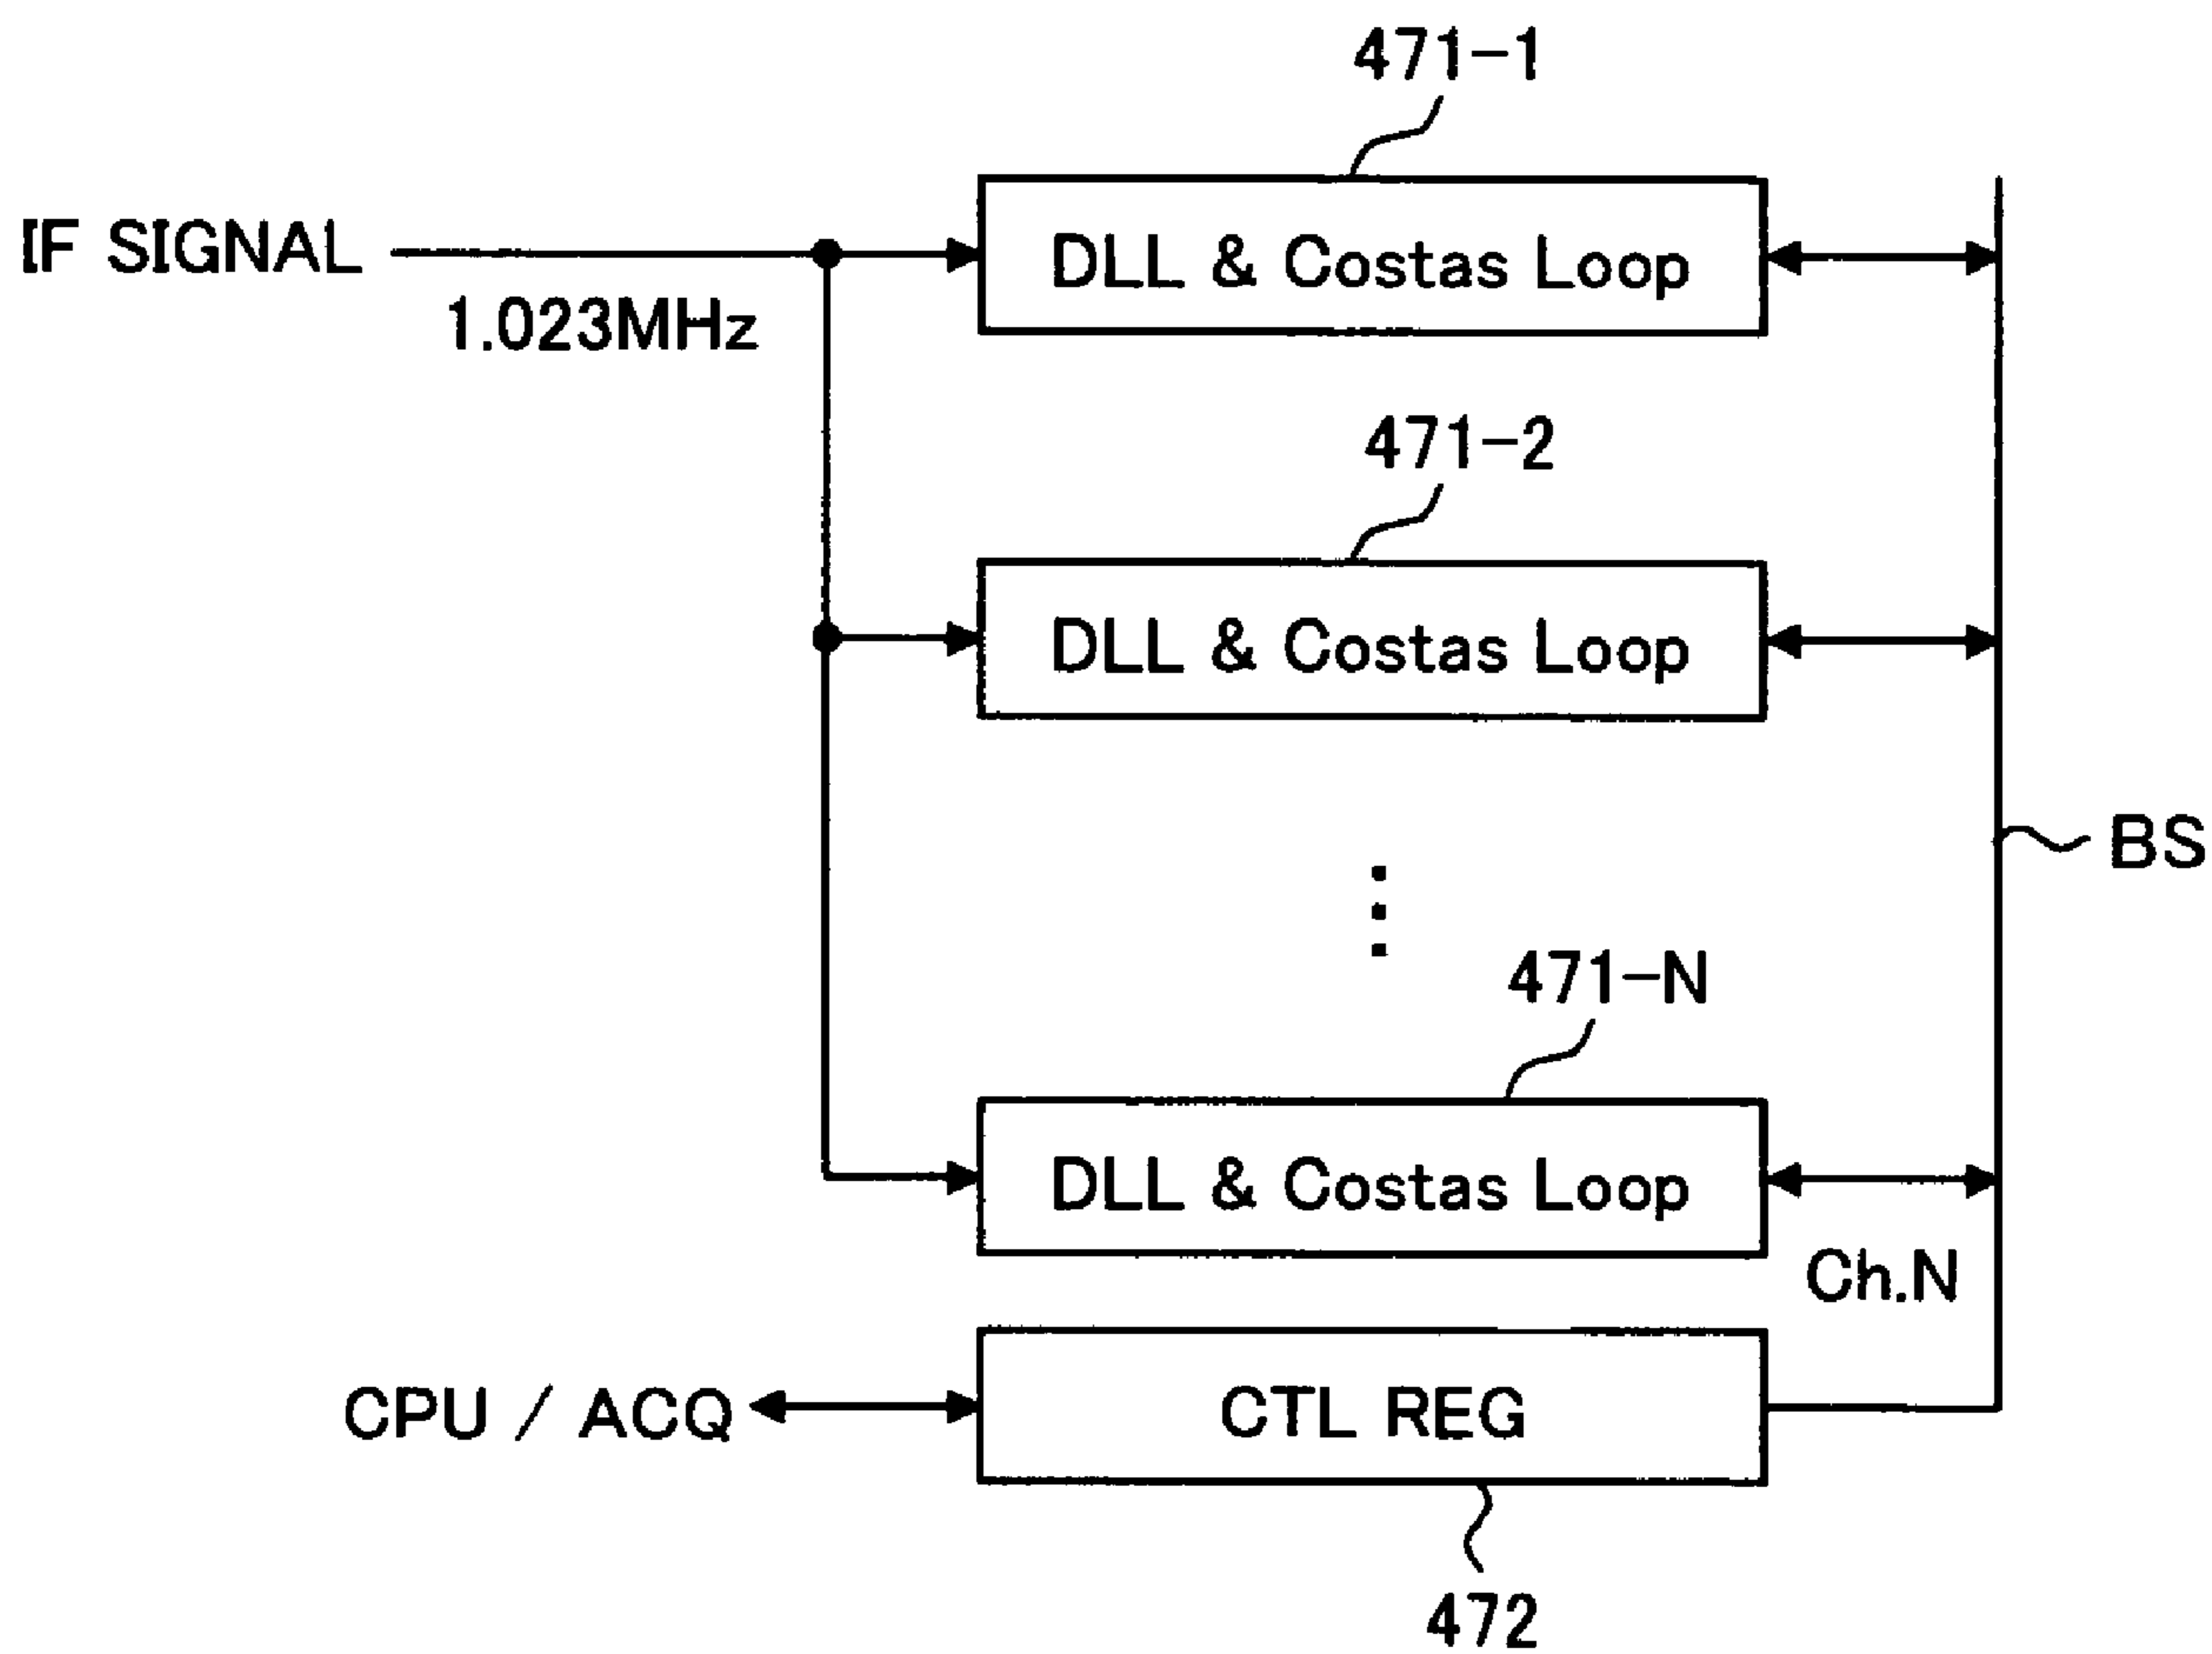 471-1
IF SIGNAL
1.023MHz
DLL & Costas Loop
471-2
DLL & Costas Loop
BS
471-N
DLL & Costas Loop
Ch.N
CPU / ACQ
CTL REG
472